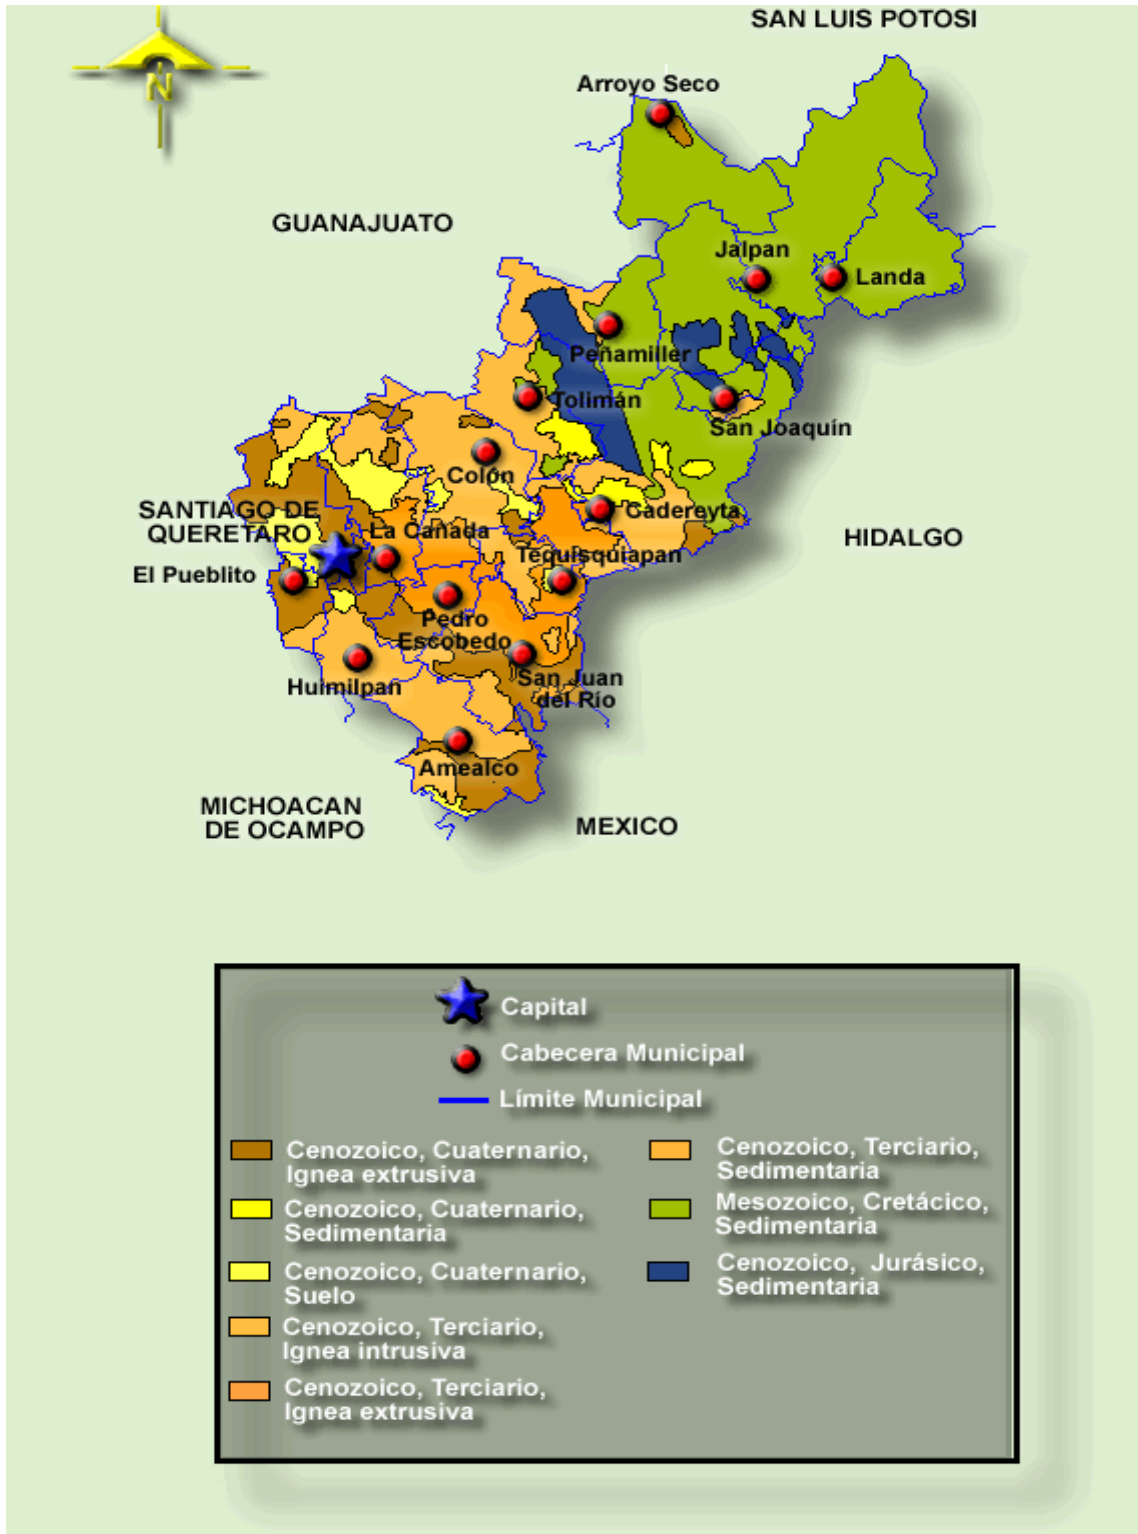 SAN LUIS POTOSI
N
Arroyo Seco
GUANAJUATO
Jalpan
Landa
Peñamiller
Tolimán
San Joaquín
Colón
SANTIAGO DE
QUERETARO
La Cañada
Cadereyta
HIDALGO
Tequisquiapan
El Pueblito
Pedro
Escobedo
San Juan
del Río
Huimilpan
Amealco
MICHOACAN
DE OCAMPO
MEXICO
Capital
Cabecera Municipal
Límite Municipal
Cenozoico, Cuaternario,
Ignea extrusiva
Cenozoico, Cuaternario,
Sedimentaria
Cenozoico, Cuaternario,
Suelo
Cenozoico, Terciario,
Ignea intrusiva
Cenozoico, Terciario,
Ignea extrusiva
Cenozoico, Terciario,
Sedimentaria
Mesozoico, Cretácico,
Sedimentaria
Cenozoico, Jurásico,
Sedimentaria